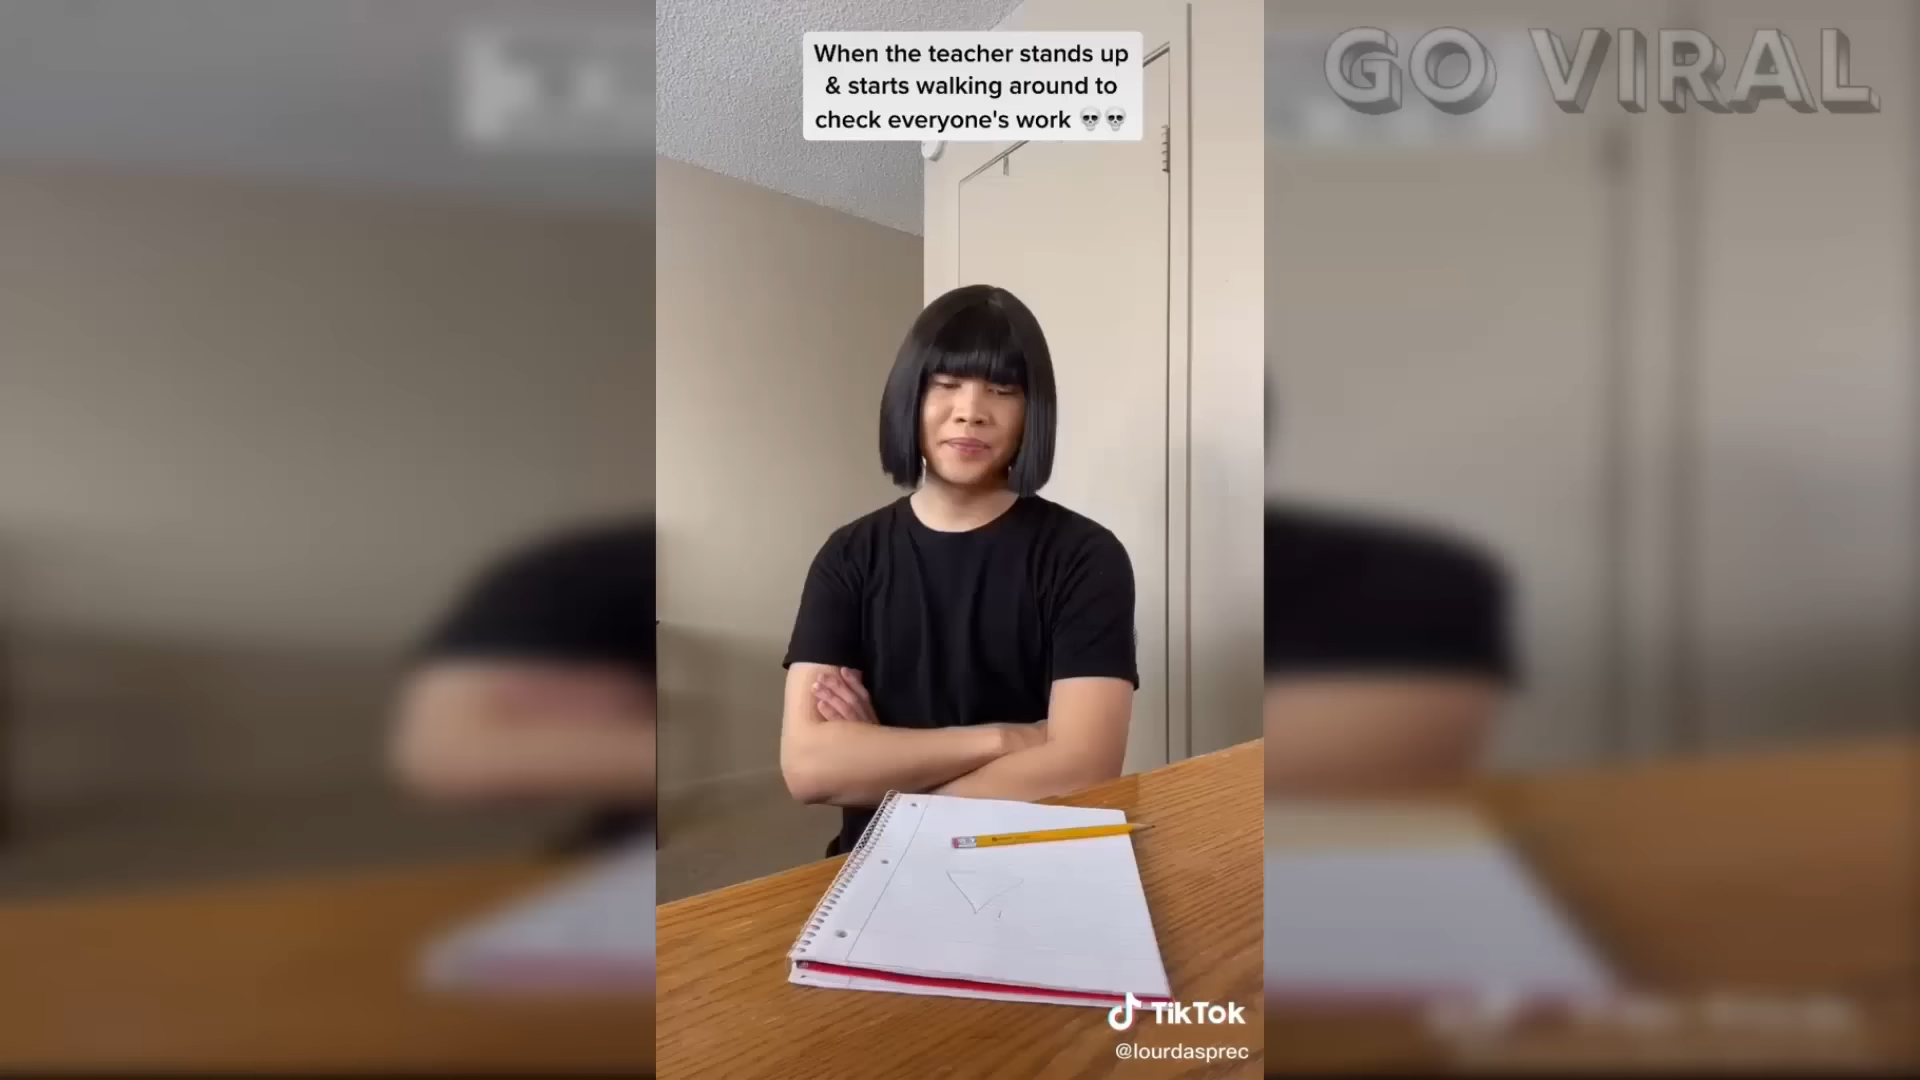 When the teacher stands up
& starts walking around to
check everyone's work 💀💀
GO VIRAL
TikTok
@lourdasprec